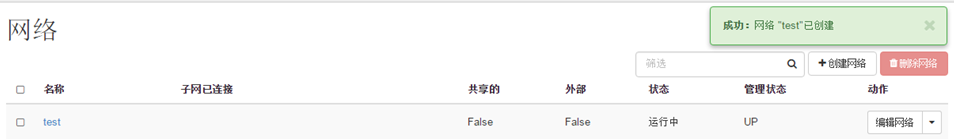 网络
成功：网络 "test"已创建 ×
筛选 +创建网络 删除网络
名称 子网已连接 共享的 外部 状态 管理状态 动作
test False False 运行中 UP 编辑网络